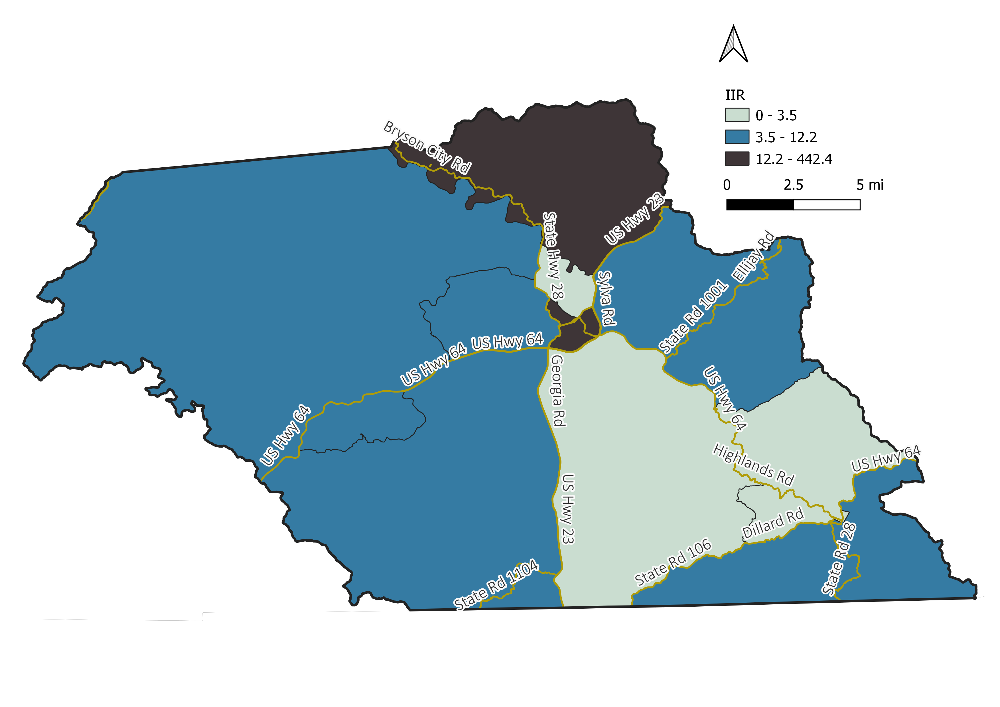 IIR
0 - 3.5
3.5 - 12.2
12.2 - 442.4
0 2.5 5 mi
Bryson City Rd
State Hwy 28
US Hwy 23
Sylva Rd
Ellijay Rd
State Rd 1001
US Hwy 64
US Hwy 64
US Hwy 64
Georgia Rd
US Hwy 64
Highlands Rd
US Hwy 64
US Hwy 23
Dillard Rd
State Rd 106
State Rd 28
State Rd 1104